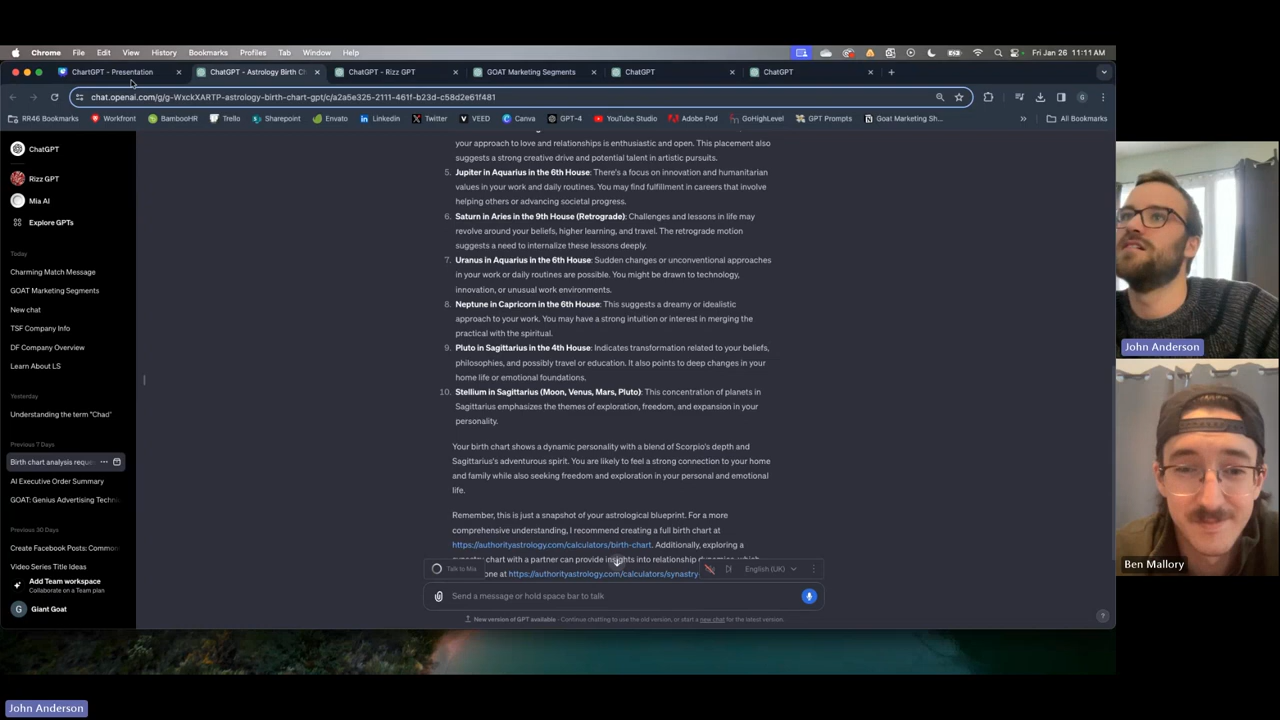 Chrome File Edit View History Bookmarks Profiles Tab Window Help
Fri Jan 26 11:11 AM
ChartGPT - Presentation
ChatGPT - Astrology Birth C
ChatGPT - Rizz GPT
GOAT Marketing Segments
ChatGPT
ChatGPT
chat.openai.com/g/g-WxckXARTP-astrology-birth-chart-gpt/c/a2a5e325-2111-461f-b23d-c58d2e61f481
RR46 Bookmarks Workfront BambooHR Trello Sharepoint Envato Linkedin Twitter VEED Canva GPT-4 YouTube Studio Adobe Pod GoHighLevel GPT Prompts Goat Marketing Sh... All Bookmarks
ChatGPT
Rizz GPT
Mia AI
Explore GPTs
Today
Charming Match Message
GOAT Marketing Segments
New chat
TSF Company Info
DF Company Overview
Learn About LS
Yesterday
Understanding the term "Chad"
Previous 7 Days
Birth chart analysis reque
AI Executive Order Summary
GOAT: Genius Advertising Techni
Previous 30 Days
Create Facebook Posts: Commo
Video Series Title Ideas
Add Team workspace
Collaborate on a Team plan
Giant Goat
your approach to love and relationships is enthusiastic and open. This placement also
suggests a strong creative drive and potential talent in artistic pursuits.
5. Jupiter in Aquarius in the 6th House: There's a focus on innovation and humanitarian
values in your work and daily routines. You may find fulfillment in careers that involve
helping others or advancing societal progress.
6. Saturn in Aries in the 9th House (Retrograde): Challenges and lessons in life may
revolve around your beliefs, higher learning, and travel. The retrograde motion
suggests a need to internalize these lessons deeply.
7. Uranus in Aquarius in the 6th House: Sudden changes or unconventional approaches
in your work or daily routines are possible. You might be drawn to technology,
innovation, or unusual work environments.
8. Neptune in Capricorn in the 6th House: This suggests a dreamy or idealistic
approach to your work. You may have a strong intuition or interest in merging the
practical with the spiritual.
9. Pluto in Sagittarius in the 4th House: Indicates transformation related to your beliefs,
philosophies, and possibly travel or education. It also points to deep changes in your
home life or emotional foundations.
10. Stellium in Sagittarius (Moon, Venus, Mars, Pluto): This concentration of planets in
Sagittarius emphasizes the themes of exploration, freedom, and expansion in your
personality.
Your birth chart shows a dynamic personality with a blend of Scorpio's depth and
Sagittarius's adventurous spirit. You are likely to feel a strong connection to your home
and family while also seeking freedom and exploration in your personal and emotional
life.
Remember, this is just a snapshot of your astrological blueprint. For a more
comprehensive understanding, I recommend creating a full birth chart at
https://authorityastrology.com/calculators/birth-chart. Additionally, exploring a
chart with a partner can provide insights into relationship
Talk to Mia
English (UK)
one at https://authorityastrology.com/calculators/synastry
Send a message or hold space bar to talk
New version of GPT available - Continue chatting to use the old version, or start a new chat for the latest version.
?
John Anderson
Ben Mallory
John Anderson